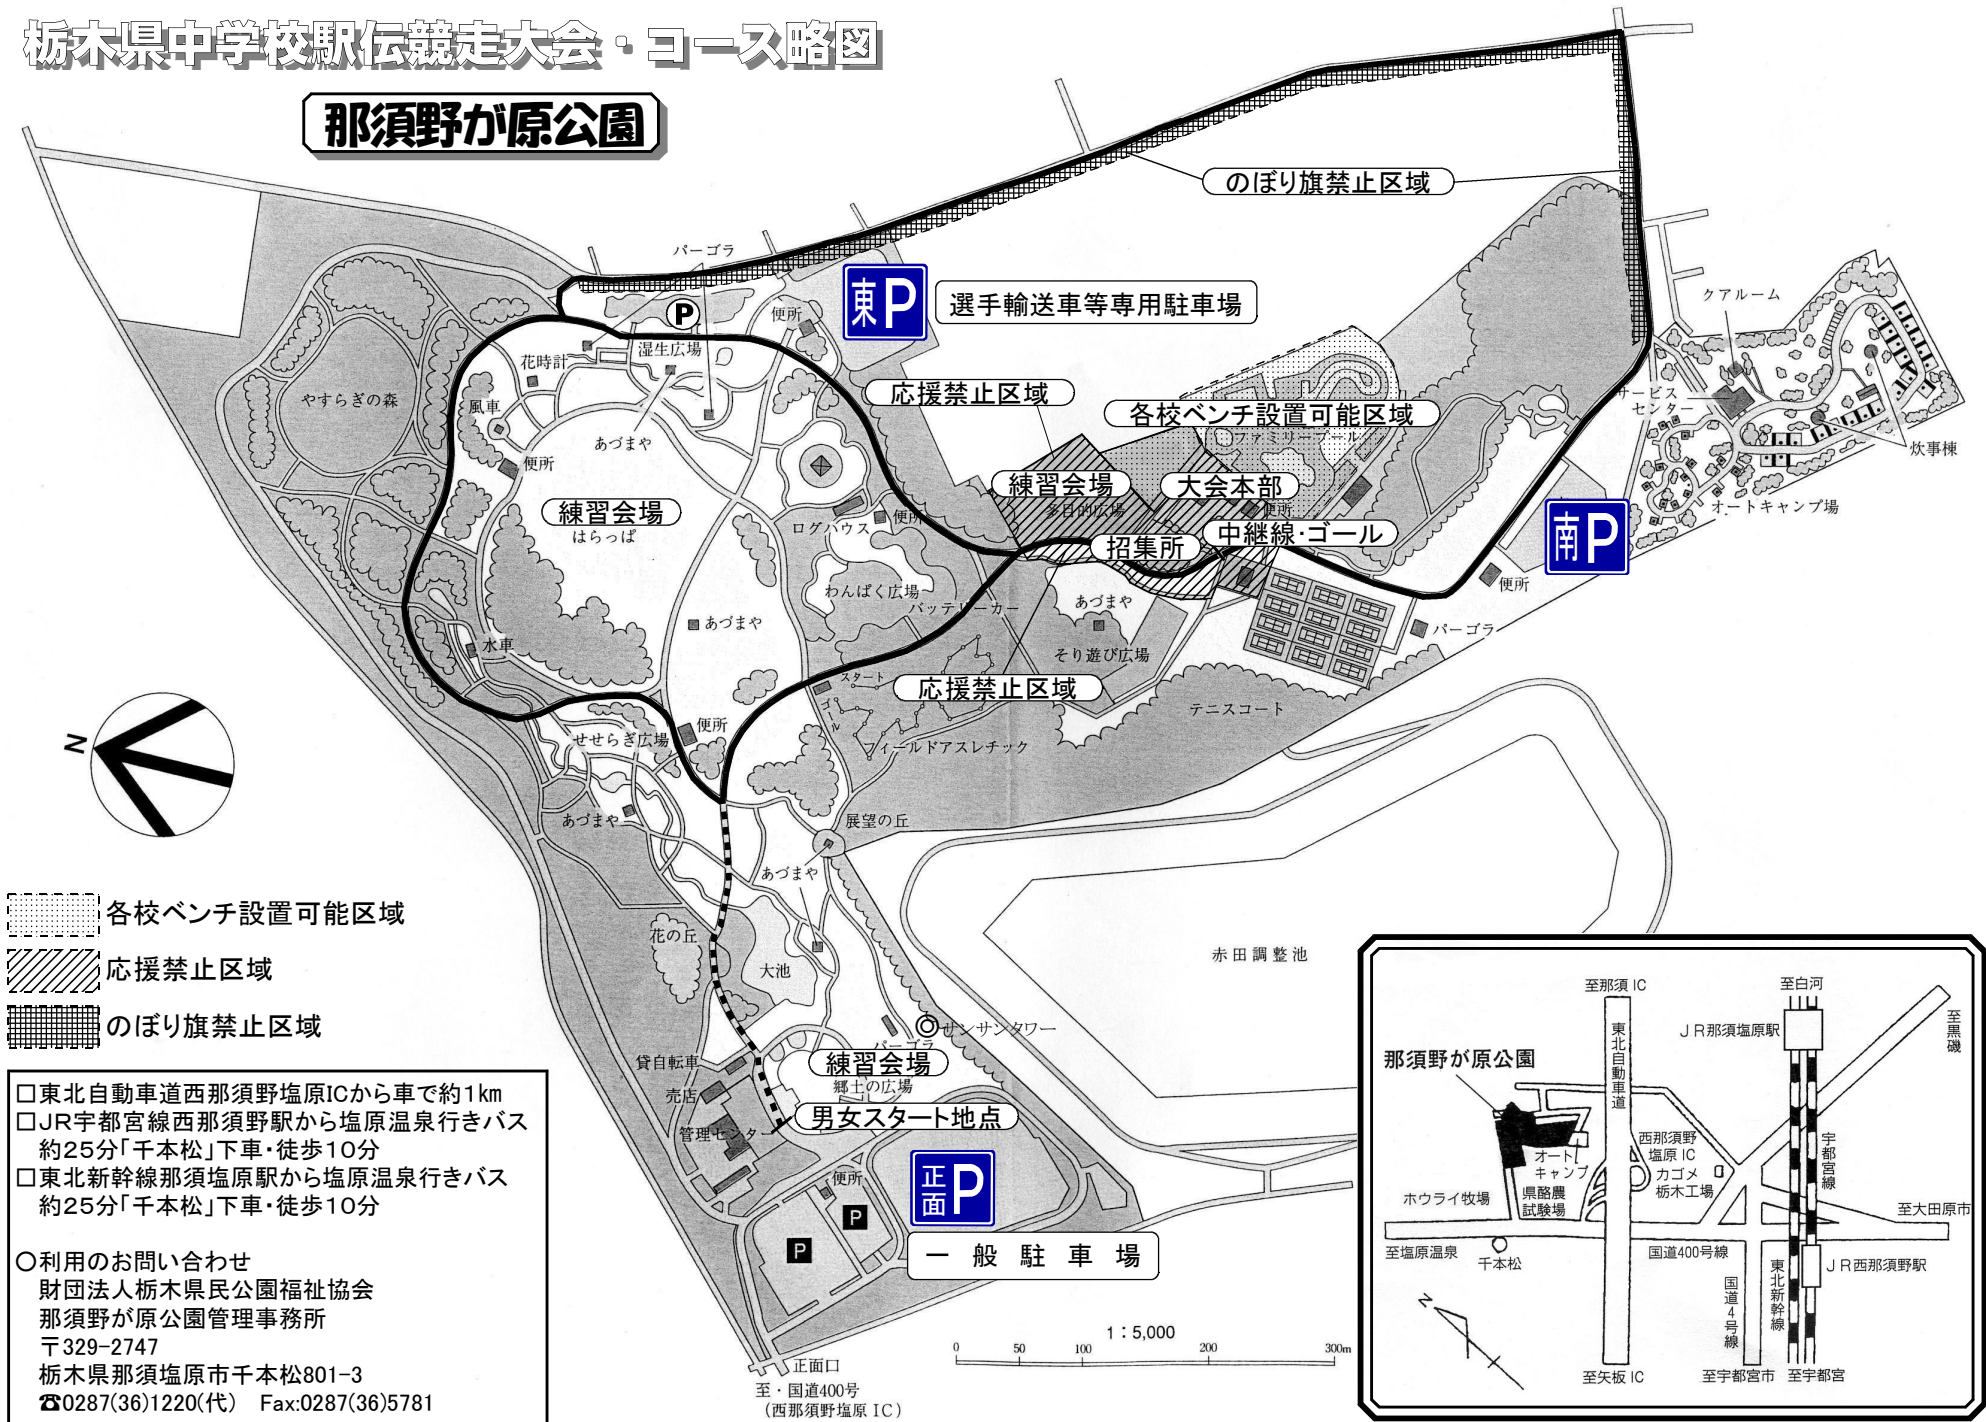 栃木県中学校駅伝競走大会・コース略図
那須野が原公園
のぼり旗禁止区域
パーゴラ
東P
選手輸送車等専用駐車場
P
便所
湿生広場
花時計
クアルーム
やすらぎの森
風車
応援禁止区域
各校ベンチ設置可能区域
サービス
センター
あづまや
ファミリープール
炊事棟
便所
練習会場
はらっぱ
練習会場
多目的広場
大会本部
便所
ログハウス
便所
オートキャンプ場
中継線・ゴール
招集所
南P
便所
わんぱく広場
バッテリーカー
あづまや
あづまや
パーゴラ
水車
そり遊び広場
スタート
応援禁止区域
ゴール
テニスコート
便所
せせらぎ広場
フィールドアスレチック
N
あづまや
展望の丘
あづまや
各校ベンチ設置可能区域
応援禁止区域
のぼり旗禁止区域
花の丘
大池
赤田調整池
サンサンタワー
パーゴラ
貸自転車
練習会場
郷土の広場
売店
男女スタート地点
管理センター
正面P
便所
P
P
一般駐車場
□東北自動車道西那須野塩原ICから車で約1km
□JR宇都宮線西那須野駅から塩原温泉行きバス
約25分「千本松」下車・徒歩10分
□東北新幹線那須塩原駅から塩原温泉行きバス
約25分「千本松」下車・徒歩10分
○利用のお問い合わせ
財団法人栃木県民公園福祉協会
那須野が原公園管理事務所
〒329-2747
栃木県那須塩原市千本松801-3
☎0287(36)1220(代) Fax:0287(36)5781
正面口
至・国道400号
(西那須野塩原 IC)
1：5,000
0 50 100 200 300m
至那須 IC
至白河
至黒磯
JR那須塩原駅
東北自動車道
那須野が原公園
西那須野
塩原 IC
宇都宮線
オート
キャンプ
カゴメ
栃木工場
ホウライ牧場
県酪農
試験場
至大田原市
至塩原温泉
千本松
国道400号線
JR西那須野駅
国道4号線
東北新幹線
N
至矢板 IC
至宇都宮市
至宇都宮